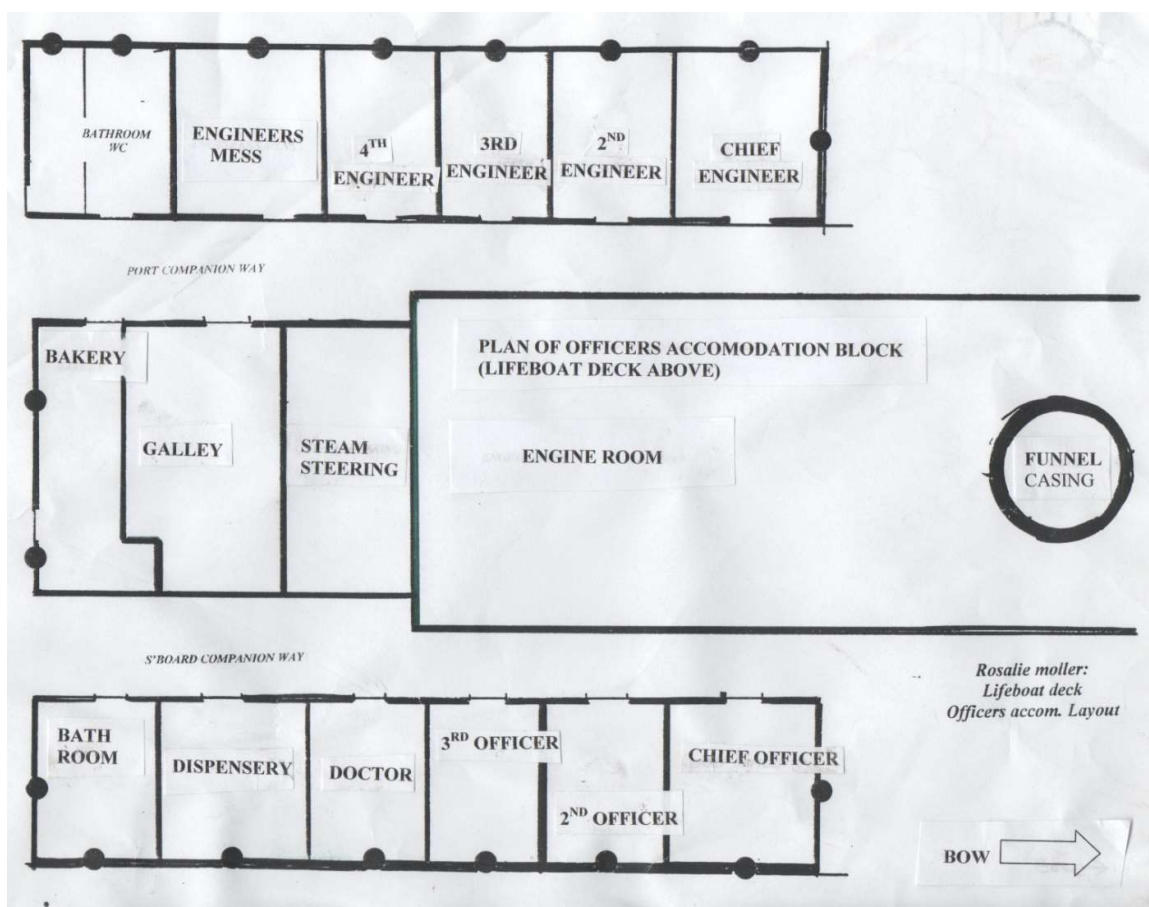 BATHROOM
WC
ENGINEERS
MESS
4TH
ENGINEER
3RD
ENGINEER
2ND
ENGINEER
CHIEF
ENGINEER
PORT COMPANION WAY
BAKERY
GALLEY
STEAM
STEERING
PLAN OF OFFICERS ACCOMODATION BLOCK
(LIFEBOAT DECK ABOVE)
ENGINE ROOM
FUNNEL
CASING
S'BOARD COMPANION WAY
Rosalie moller:
Lifeboat deck
Officers accom. Layout
BATH
ROOM
DISPENSERY
DOCTOR
3RD OFFICER
2ND OFFICER
CHIEF OFFICER
BOW